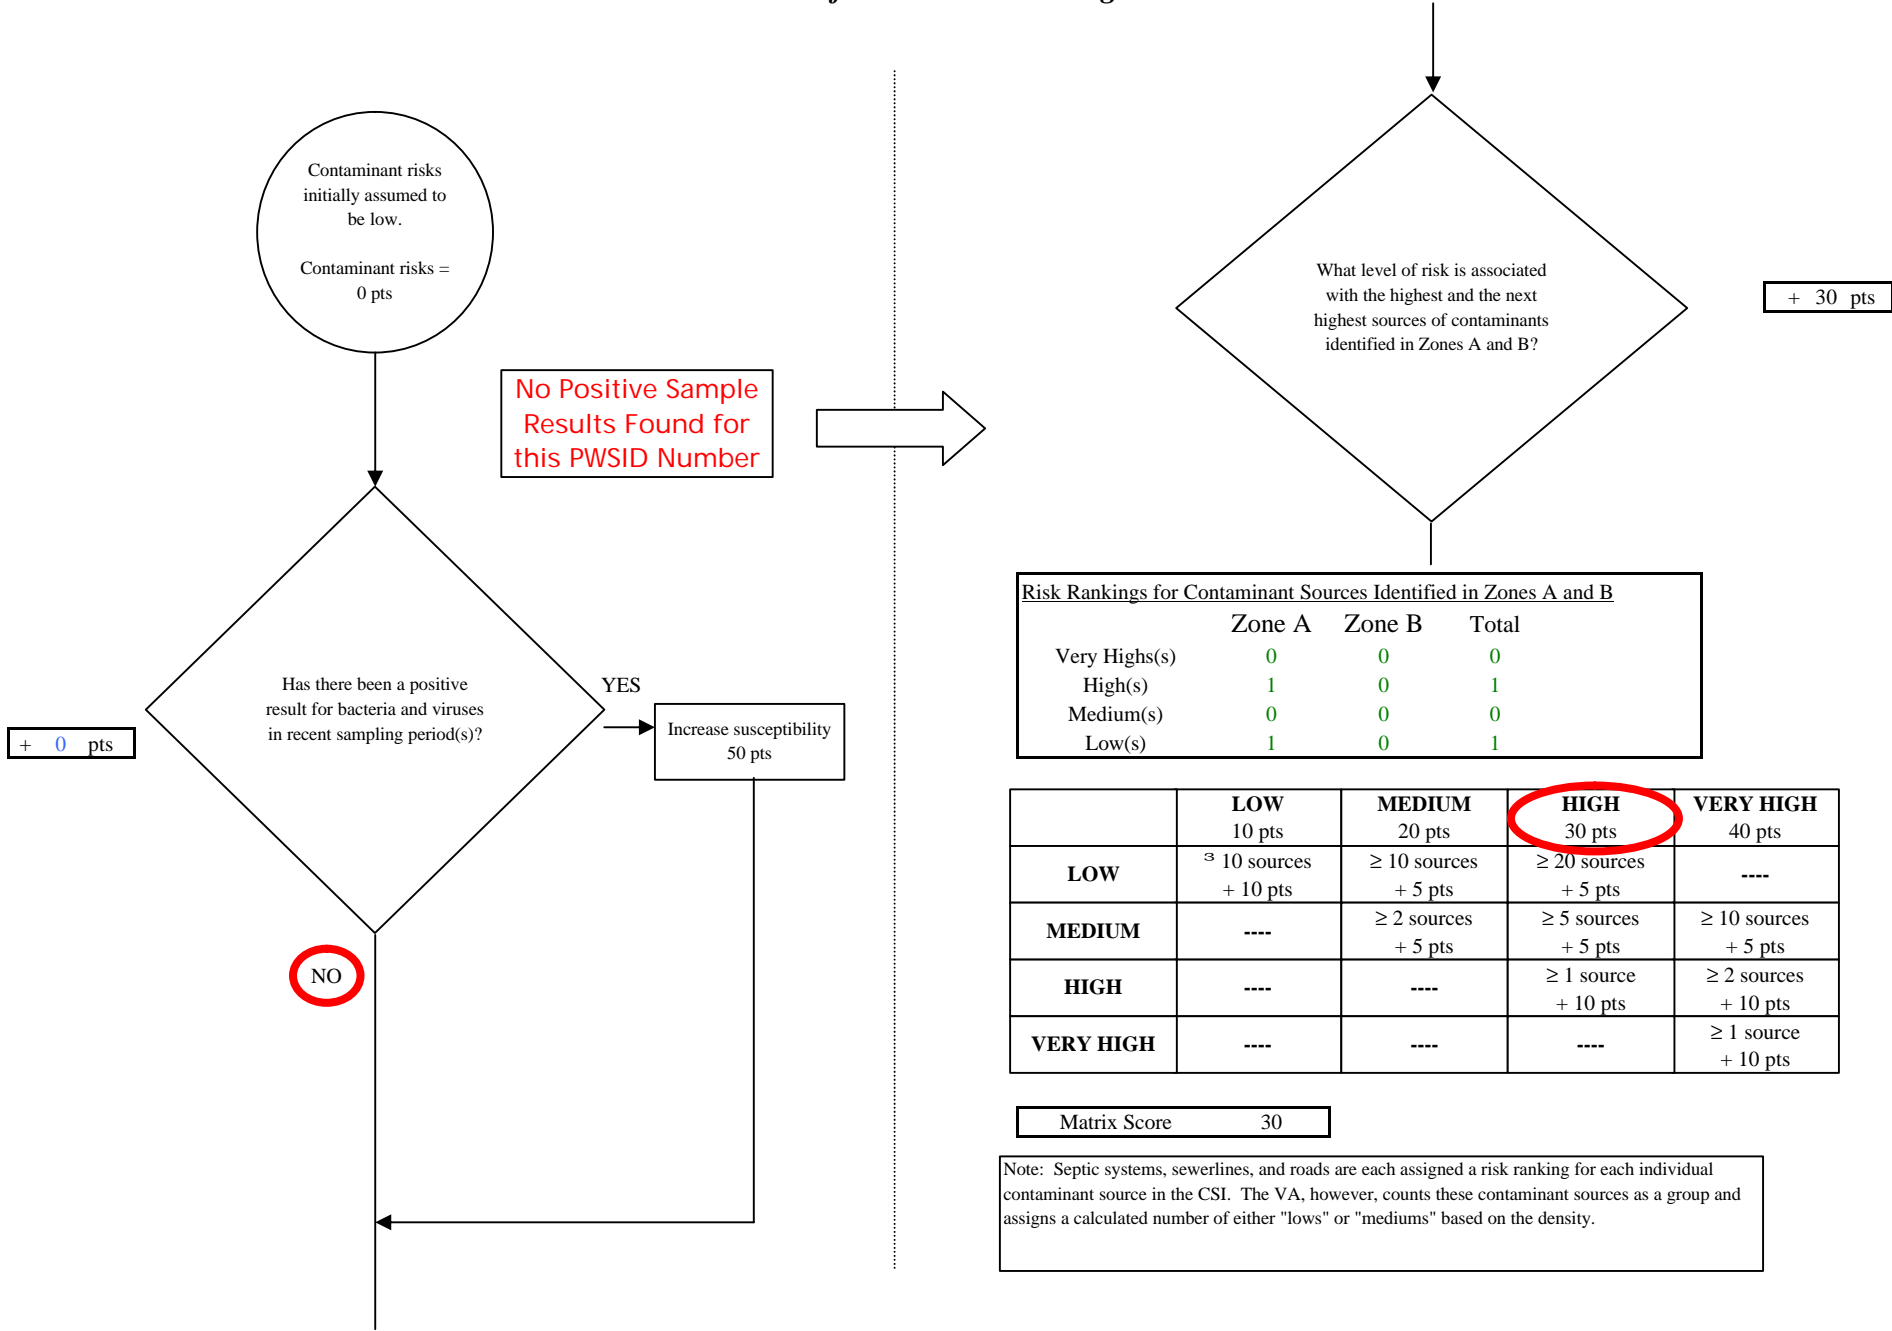 Contaminant risks
initially assumed to
be low.
Contaminant risks =
0 pts
No Positive Sample
Results Found for
this PWSID Number
Has there been a positive
result for bacteria and viruses
in recent sampling period(s)?
YES
Increase susceptibility
50 pts
+ 0 pts
NO
What level of risk is associated
with the highest and the next
highest sources of contaminants
identified in Zones A and B?
+ 30 pts
Risk Rankings for Contaminant Sources Identified in Zones A and B
Zone A Zone B Total
Very Highs(s) 0 0 0
High(s) 1 0 1
Medium(s) 0 0 0
Low(s) 1 0 1
LOW MEDIUM HIGH VERY HIGH
10 pts 20 pts 30 pts 40 pts
LOW ³ 10 sources ≥ 10 sources ≥ 20 sources ----
+ 10 pts + 5 pts + 5 pts
MEDIUM ---- ≥ 2 sources ≥ 5 sources ≥ 10 sources
+ 5 pts + 5 pts + 5 pts
HIGH ---- ---- ≥ 1 source ≥ 2 sources
+ 10 pts + 10 pts
VERY HIGH ---- ---- ---- ≥ 1 source
+ 10 pts
Matrix Score 30
Note: Septic systems, sewerlines, and roads are each assigned a risk ranking for each individual
contaminant source in the CSI. The VA, however, counts these contaminant sources as a group and
assigns a calculated number of either "lows" or "mediums" based on the density.